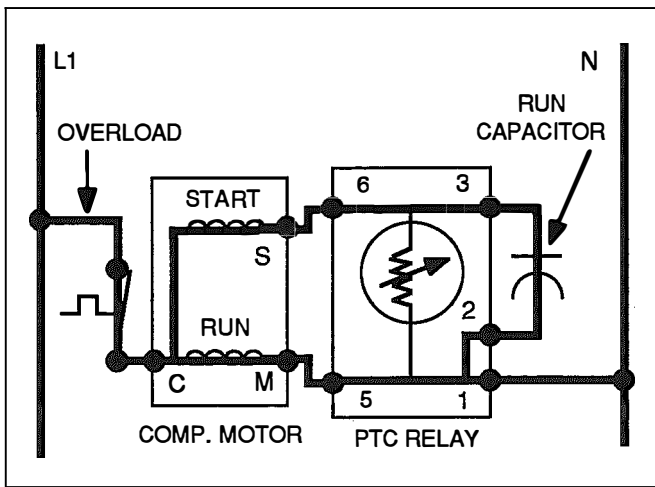 L1
N
RUN
CAPACITOR
OVERLOAD
START
6
3
S
2
RUN
C
M
5
1
COMP. MOTOR
PTC RELAY